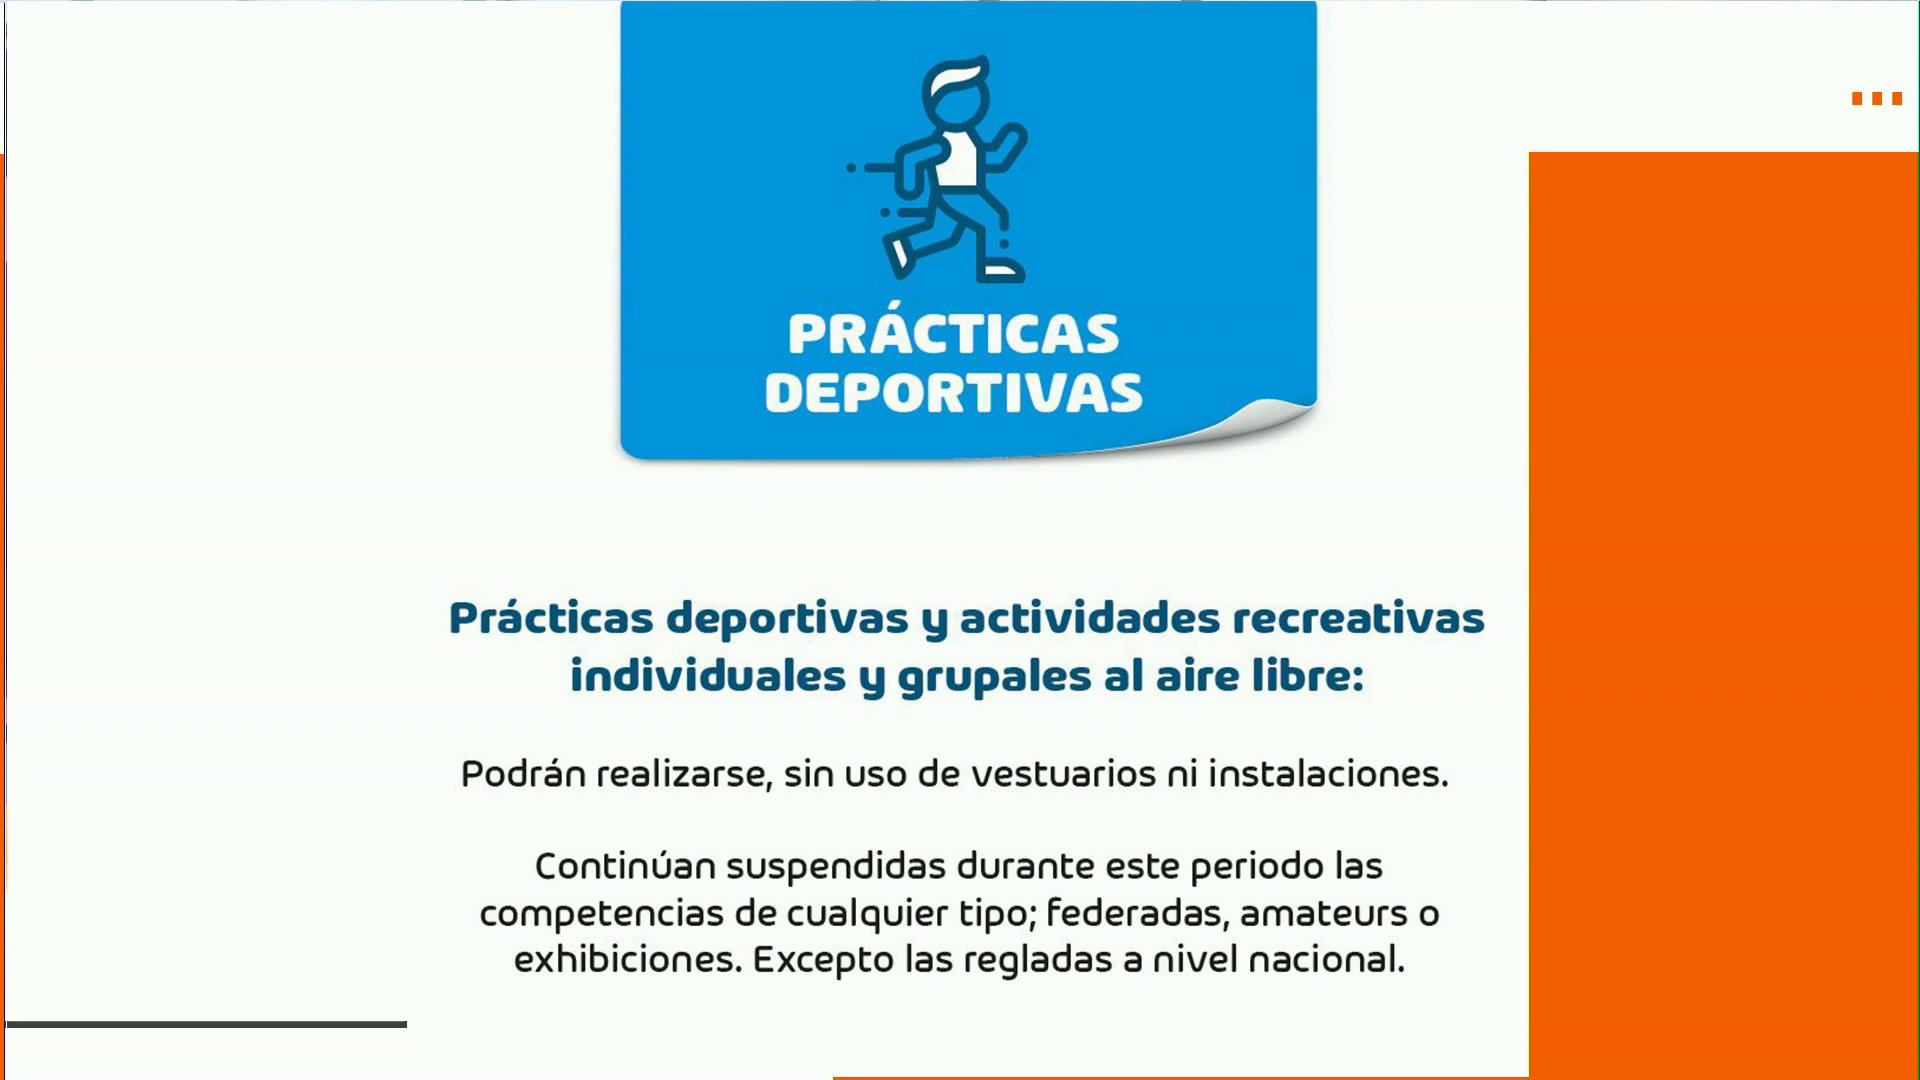 PRÁCTICAS
DEPORTIVAS
Prácticas deportivas y actividades recreativas
individuales y grupales al aire libre:
Podrán realizarse, sin uso de vestuarios ni instalaciones.
Continúan suspendidas durante este periodo las
competencias de cualquier tipo; federadas, amateurs o
exhibiciones. Excepto las regladas a nivel nacional.